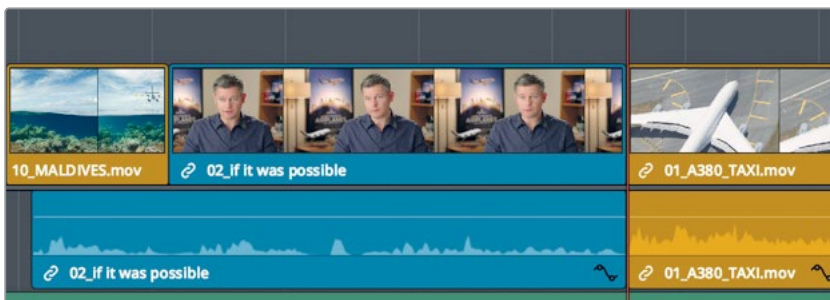 10_MALDIVES.mov
02_if it was possible
01_A380_TAXI.mov
02_if it was possible
01_A380_TAXI.mov